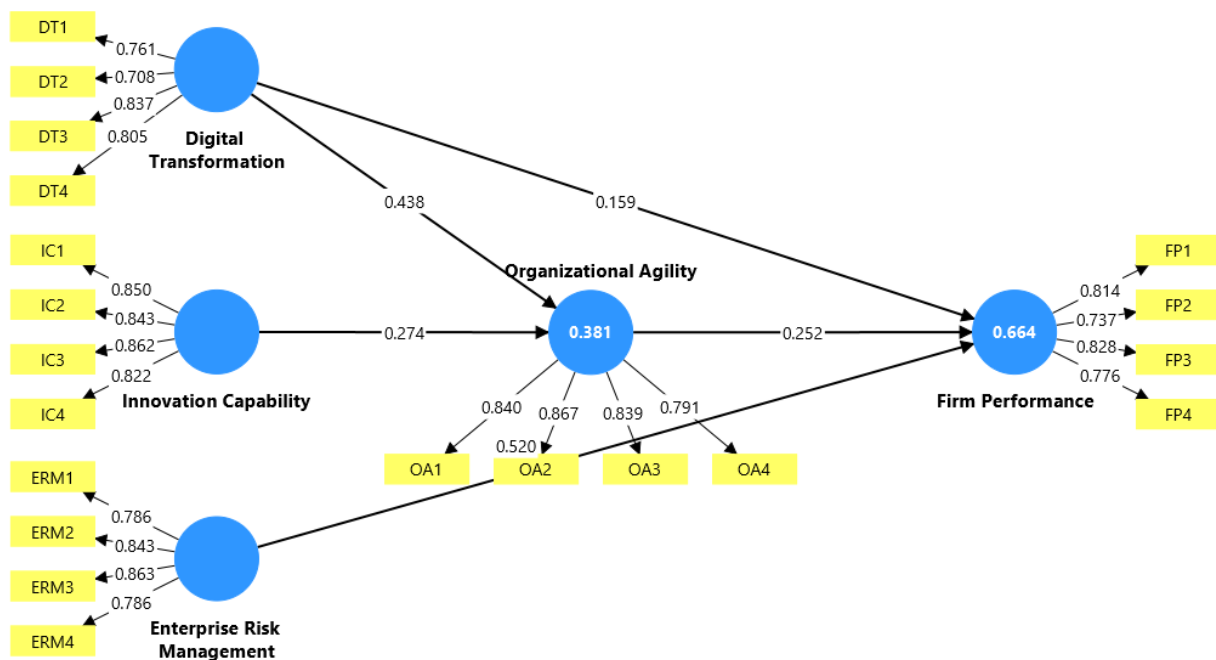 DT1
0.761
DT2
0.708
DT3
0.837
DT4
0.805
Digital
Transformation
0.438
0.159
IC1
0.850
IC2
0.843
IC3
0.862
IC4
0.822
Innovation Capability
0.274
Organizational Agility
0.381
0.252
0.840
0.867
0.839
0.791
OA1
OA2
OA3
OA4
0.520
0.664
Firm Performance
FP1
0.814
FP2
0.737
FP3
0.828
FP4
0.776
ERM1
0.786
ERM2
0.843
ERM3
0.863
ERM4
0.786
Enterprise Risk
Management